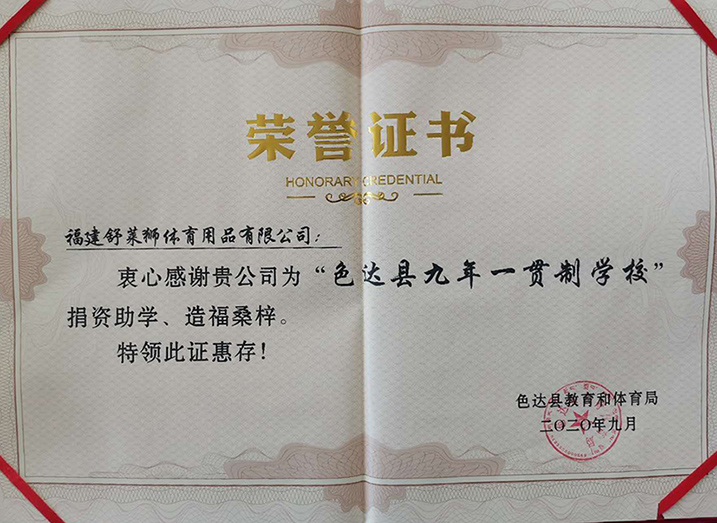 荣誉证书
HONORARY CREDENTIAL
福建舒莱狮体育用品有限公司：
衷心感谢贵公司为“色达县九年一贯制学校”
捐资助学、造福桑梓。
特领此证惠存！
色达县教育和体育局
二〇二〇年九月